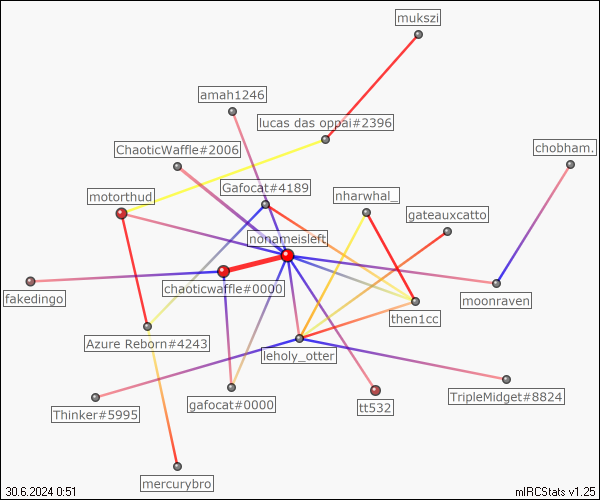 mukszi
amah1246
lucas das oppai#2396
ChaoticWaffle#2006
chobham.
Gafocat#4189
motorthud
nharwhal_
gateauxcatto
nonameisleft
chaoticwaffle#0000
fakedingo
moonraven
then1cc
Azure Reborn#4243
leholy_otter
gafocat#0000
TripleMidget#8824
Thinker#5995
tt532
mercurybro
30.6.2024 0:51
mIRCStats v1.25